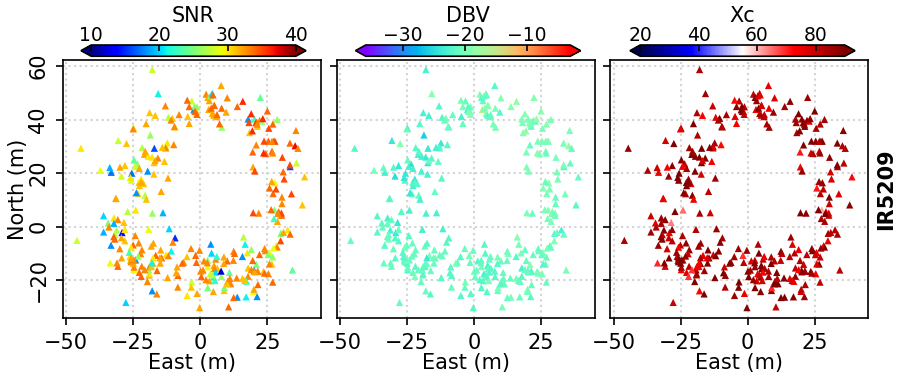 SNR DBV Xc
10 20 30 40 −30 −20 −10 20 40 60 80
60
40
20
0
−20
North (m)
IR5209
−50 −25 0 25 −50 −25 0 25 −50 −25 0 25
East (m) East (m) East (m)